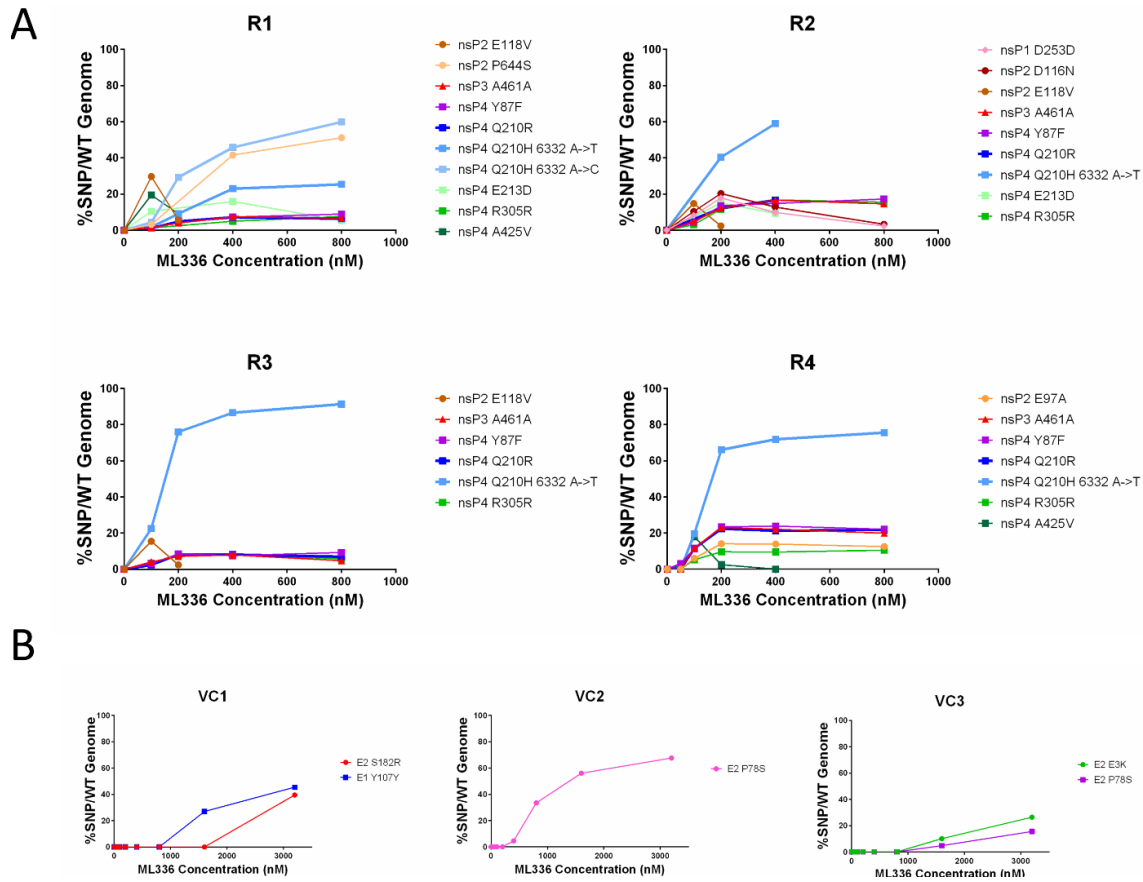 A
R1
%SNP/WT Genome
100
80
60
40
20
0
0 200 400 600 800 1000
ML336 Concentration (nM)
nsP2 E118V
nsP2 P644S
nsP3 A461A
nsP4 Y87F
nsP4 Q210R
nsP4 Q210H 6332 A->T
nsP4 Q210H 6332 A->C
nsP4 E213D
nsP4 R305R
nsP4 A425V
R2
%SNP/WT Genome
100
80
60
40
20
0
0 200 400 600 800 1000
ML336 Concentration (nM)
nsP1 D253D
nsP2 D116N
nsP2 E118V
nsP3 A461A
nsP4 Y87F
nsP4 Q210R
nsP4 Q210H 6332 A->T
nsP4 E213D
nsP4 R305R
R3
%SNP/WT Genome
100
80
60
40
20
0
0 200 400 600 800 1000
ML336 Concentration (nM)
nsP2 E118V
nsP3 A461A
nsP4 Y87F
nsP4 Q210R
nsP4 Q210H 6332 A->T
nsP4 R305R
R4
%SNP/WT Genome
100
80
60
40
20
0
0 200 400 600 800 1000
ML336 Concentration (nM)
nsP2 E97A
nsP3 A461A
nsP4 Y87F
nsP4 Q210R
nsP4 Q210H 6332 A->T
nsP4 R305R
nsP4 A425V
B
VC1
%SNP/WT Genome
100
80
60
40
20
0
0 1000 2000 3000
ML336 Concentration (nM)
E2 S182R
E1 Y107Y
VC2
%SNP/WT Genome
100
80
60
40
20
0
0 1000 2000 3000
ML336 Concentration (nM)
E2 P78S
VC3
%SNP/WT Genome
100
80
60
40
20
0
0 1000 2000 3000
ML336 Concentration (nM)
E2 E3K
E2 P78S